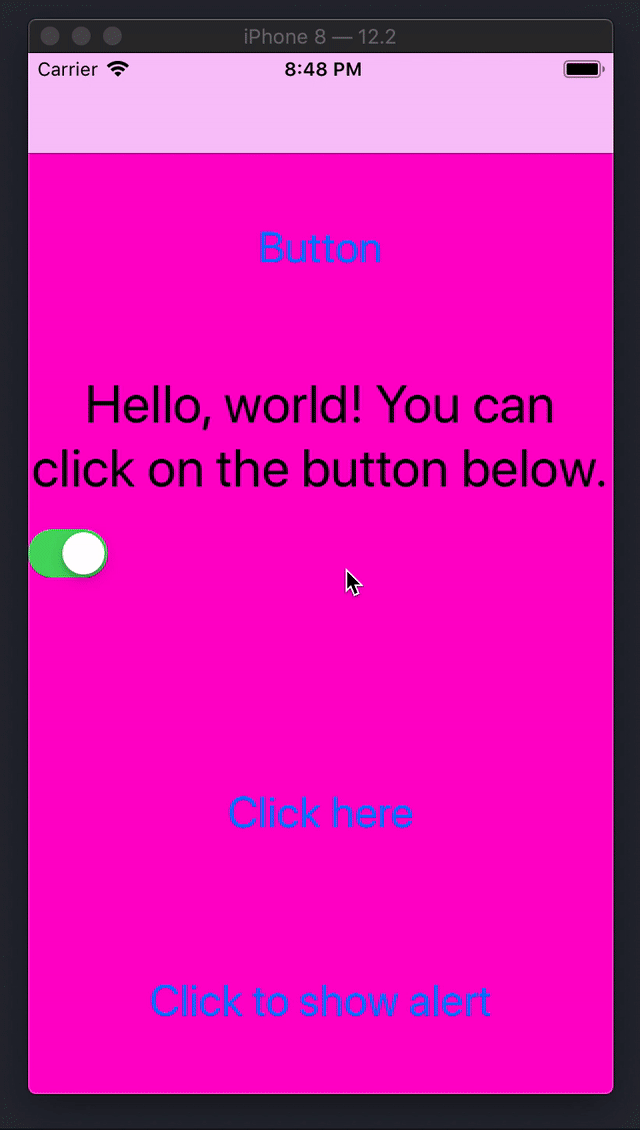 iPhone 8 — 12.2
Carrier 8:48 PM
Button
Hello, world! You can
click on the button below.
Click here
Click to show alert